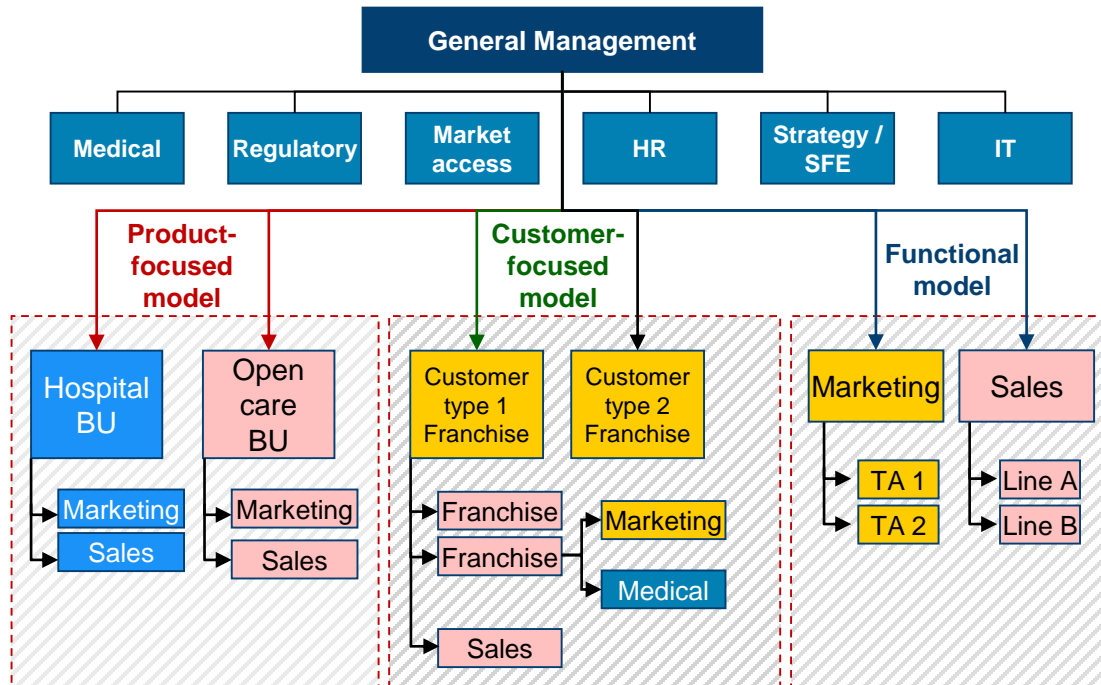 General Management
Medical
Regulatory
Market
access
HR
Strategy /
SFE
IT
Product-
focused
model
Customer-
focused
model
Functional
model
Hospital
BU
Open
care
BU
Customer
type 1
Franchise
Customer
type 2
Franchise
Marketing
Sales
Marketing
Sales
Marketing
Sales
Franchise
Franchise
Sales
Marketing
Medical
TA 1
TA 2
Line A
Line B